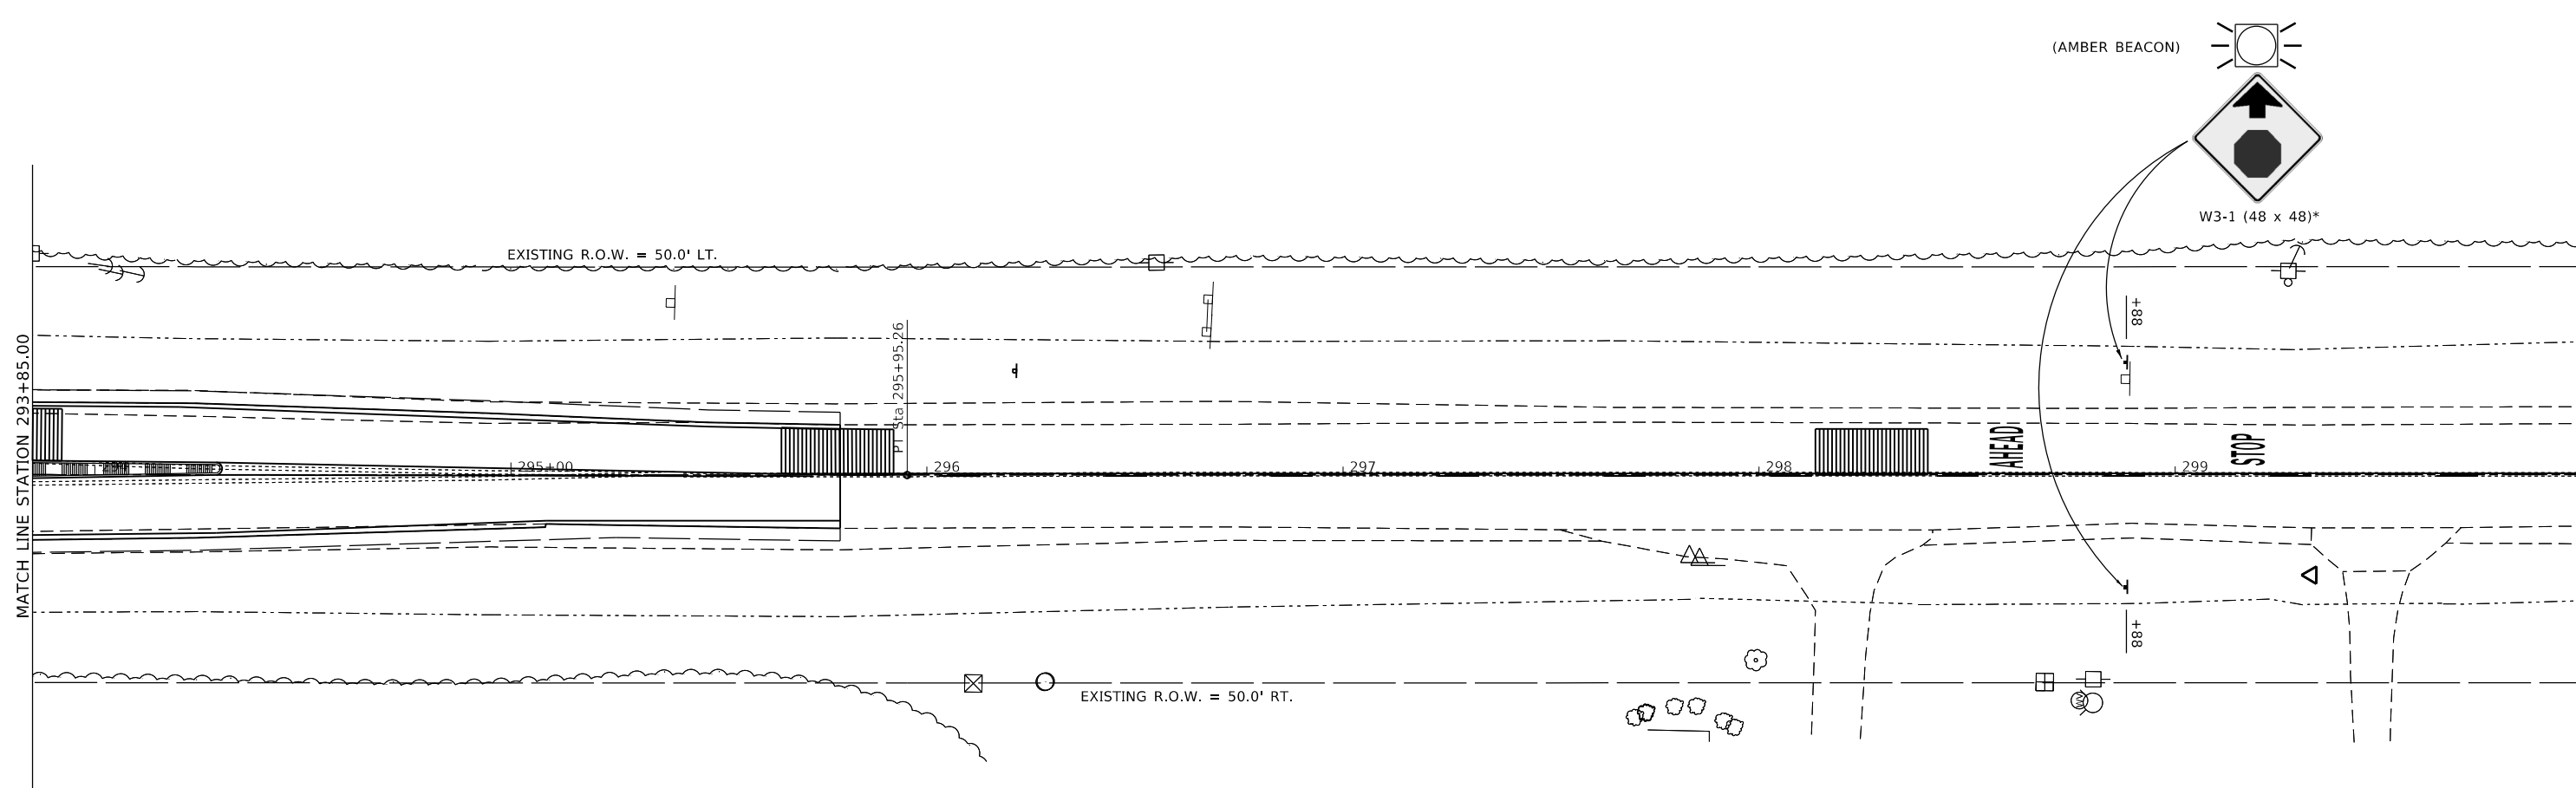 (AMBER BEACON)
W3-1 (48 x 48)*
EXISTING R.O.W. = 50.0' LT.
+88
MATCH LINE STATION 293+85.00
PT Sta 295+95.26
294
295+00
296
297
298
AHEAD
299
STOP
+88
EXISTING R.O.W. = 50.0' RT.
W